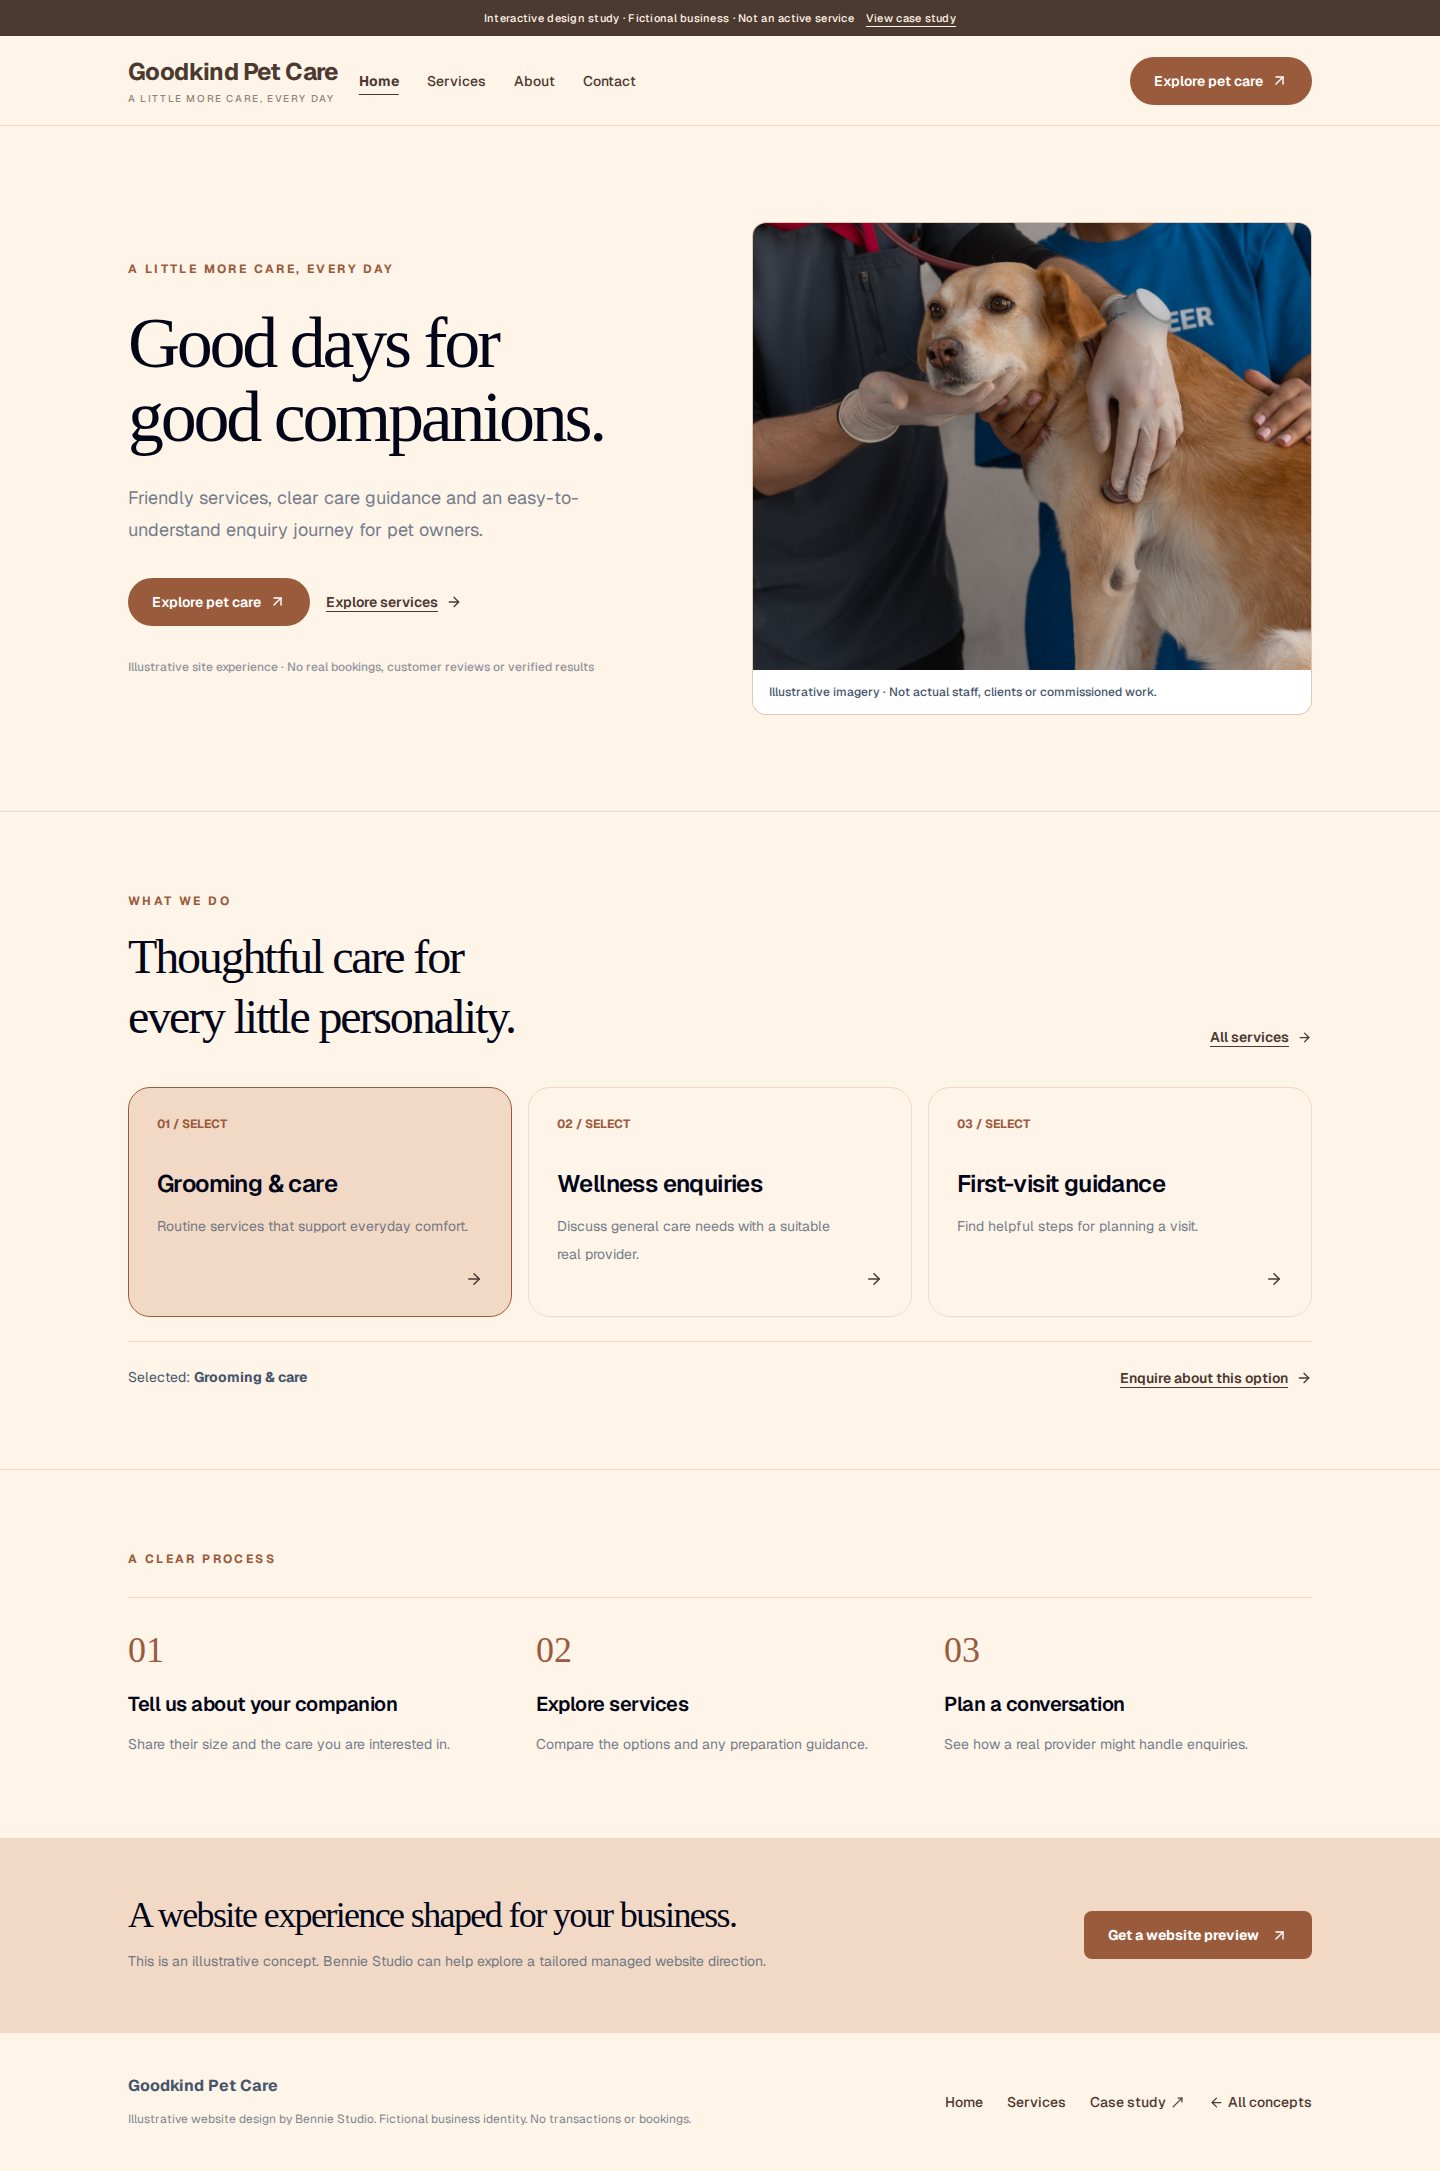 Interactive design study · Fictional business · Not an active service View case study
Goodkind Pet Care
A LITTLE MORE CARE, EVERY DAY
Home Services About Contact
Explore pet care
A LITTLE MORE CARE, EVERY DAY
Good days for
good companions.
Friendly services, clear care guidance and an easy-to-
understand enquiry journey for pet owners.
Explore pet care
Explore services
Illustrative site experience · No real bookings, customer reviews or verified results
EER
Illustrative imagery · Not actual staff, clients or commissioned work.
WHAT WE DO
Thoughtful care for
every little personality.
All services
01 / SELECT
Grooming & care
Routine services that support everyday comfort.
02 / SELECT
Wellness enquiries
Discuss general care needs with a suitable
real provider.
03 / SELECT
First-visit guidance
Find helpful steps for planning a visit.
Selected: Grooming & care
Enquire about this option
A CLEAR PROCESS
01
Tell us about your companion
Share their size and the care you are interested in.
02
Explore services
Compare the options and any preparation guidance.
03
Plan a conversation
See how a real provider might handle enquiries.
A website experience shaped for your business.
This is an illustrative concept. Bennie Studio can help explore a tailored managed website direction.
Get a website preview
Goodkind Pet Care
Illustrative website design by Bennie Studio. Fictional business identity. No transactions or bookings.
Home Services Case study ↗ ← All concepts